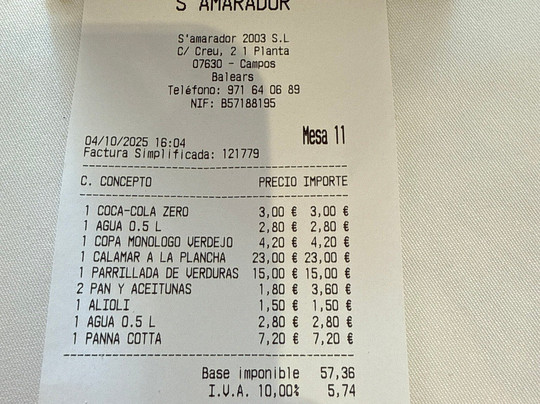 S' AMARADOR
S'amarador 2003 S.L
C/ Creu, 2 1 Planta
07630 - Campos
Balears
Teléfono: 971 64 06 89
NIF: B57188195
Mesa 11
04/10/2025 16:04
Factura Simplificada: 121779
C. CONCEPTO PRECIO IMPORTE
1 COCA-COLA ZERO 3,00 € 3,00 €
1 AGUA 0.5 L 2,80 € 2,80 €
1 COPA MONOLOGO VERDEJO 4,20 € 4,20 €
1 CALAMAR A LA PLANCHA 23,00 € 23,00 €
1 PARRILLADA DE VERDURAS 15,00 € 15,00 €
2 PAN Y ACEITUNAS 1,80 € 3,60 €
1 ALIOLI 1,50 € 1,50 €
1 AGUA 0.5 L 2,80 € 2,80 €
1 PANNA COTTA 7,20 € 7,20 €
Base imponible 57,36
I.V.A. 10,00% 5,74